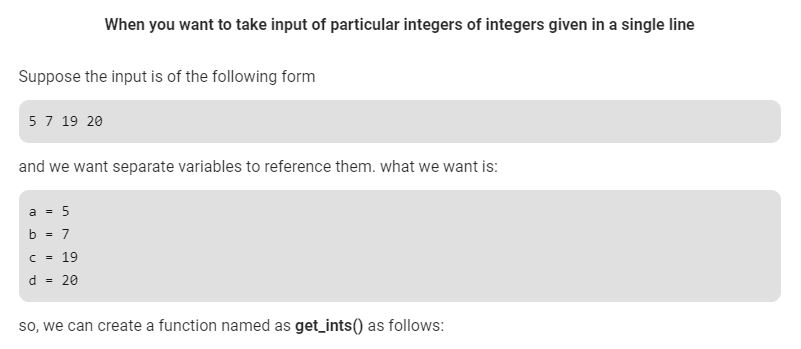 When you want to take input of particular integers of integers given in a single line
Suppose the input is of the following form
5 7 19 20
and we want separate variables to reference them. what we want is:
a = 5
b = 7
c = 19
d = 20
so, we can create a function named as get_ints() as follows: